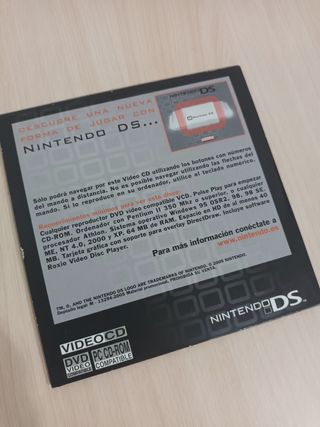 DESCUBRE UNA NUEVA
FORMA DE JUGAR CON
NINTENDO DS...
NINTENDO DS
Sólo podrá navegar por este Video CD utilizando los botones con números
del mando a distancia. No es posible navegar utilizando las flechas del
mando. Si lo reproduce en su ordenador, utilice el teclado numérico.
Requerimientos mínimos para ver este disco:
Cualquier reproductor DVD video compatible VCD. Pulse Play para empezar
CD-ROM. Ordenador con Pentium II 350 Mhz o superior, o cualquier
procesador Athlon. Sistema operativo Windows 95 OSR2, 98, 98 SE,
ME, NT 4.0, 2000 y XP. 64 MB de RAM. Espacio en VD de al menos 40
MB. Tarjeta gráfica con soporte para overlay DirectDraw. Incluye software
Roxio Video Disc Player.
Para más información conéctate a
www.nintendo.es
TM, ®, AND THE NINTENDO DS LOGO ARE TRADEMARKS OF NINTENDO. © 2005 NINTENDO.
Depósito legal: M - 13294-2005 Material promocional, PROHIBIDA SU VENTA.
VIDEO CD
DVD VIDEO COMPATIBLE
PC CD-ROM COMPATIBLE
NINTENDO DS